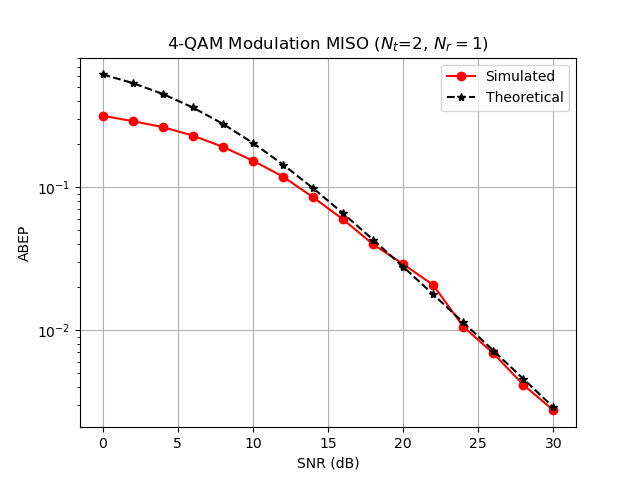 4-QAM Modulation MISO (N_t=2, N_r = 1)
Simulated
Theoretical
ABEP
10^{-1}
10^{-2}
0 5 10 15 20 25 30
SNR (dB)